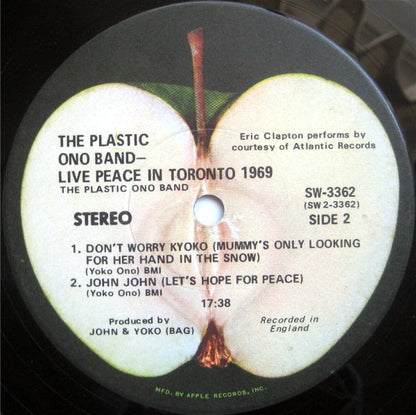 THE PLASTIC
ONO BAND—
LIVE PEACE IN TORONTO 1969
THE PLASTIC ONO BAND
Eric Clapton performs by
courtesy of Atlantic Records
STEREO
SW-3362
(SW 2-3362)
SIDE 2
1. DON'T WORRY KYOKO (MUMMY'S ONLY LOOKING
FOR HER HAND IN THE SNOW)
(Yoko Ono) BMI
2. JOHN JOHN (LET'S HOPE FOR PEACE)
(Yoko Ono) BMI
17:38
Produced by
JOHN & YOKO (BAG)
Recorded in
England
MFD. BY APPLE RECORDS, INC.